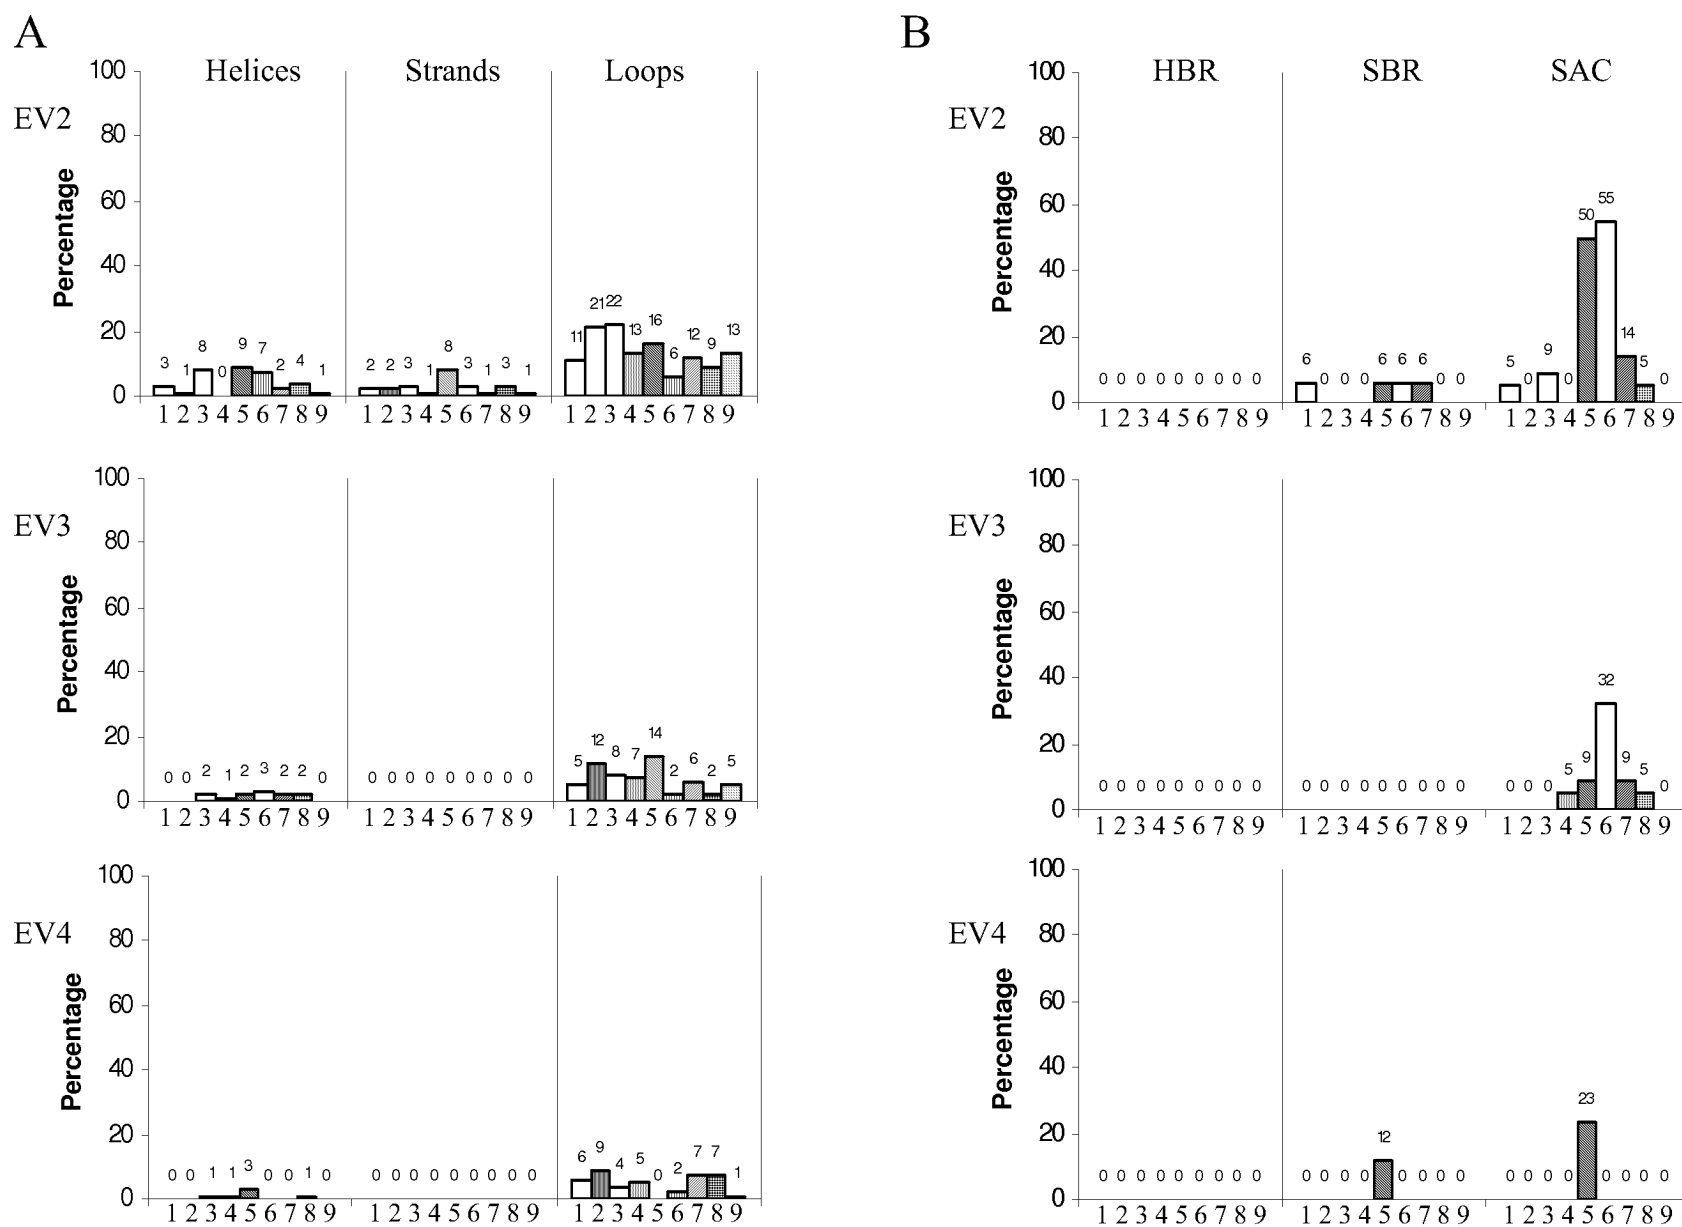 A
Helices Strands Loops
EV2
Percentage
100
80
60
40
20
0
3 1 8 0 9 7 2 4 1
2 2 3 1 8 3 1 3 1
11 21 22 13 16 6 12 9 13
1 2 3 4 5 6 7 8 9
1 2 3 4 5 6 7 8 9
1 2 3 4 5 6 7 8 9
EV3
Percentage
100
80
60
40
20
0
0 0 2 1 2 3 2 2 0
0 0 0 0 0 0 0 0 0
5 12 8 7 14 2 6 2 5
1 2 3 4 5 6 7 8 9
1 2 3 4 5 6 7 8 9
1 2 3 4 5 6 7 8 9
EV4
Percentage
100
80
60
40
20
0
0 0 1 1 3 0 0 1 0
0 0 0 0 0 0 0 0 0
6 9 4 5 0 2 7 7 1
1 2 3 4 5 6 7 8 9
1 2 3 4 5 6 7 8 9
1 2 3 4 5 6 7 8 9
B
HBR SBR SAC
EV2
Percentage
100
80
60
40
20
0
0 0 0 0 0 0 0 0 0
6 0 0 0 6 6 6 0 0
5 0 9 0 50 55 14 5 0
1 2 3 4 5 6 7 8 9
1 2 3 4 5 6 7 8 9
1 2 3 4 5 6 7 8 9
EV3
Percentage
100
80
60
40
20
0
0 0 0 0 0 0 0 0 0
0 0 0 0 0 0 0 0 0
0 0 0 5 9 32 9 5 0
1 2 3 4 5 6 7 8 9
1 2 3 4 5 6 7 8 9
1 2 3 4 5 6 7 8 9
EV4
Percentage
100
80
60
40
20
0
0 0 0 0 0 0 0 0 0
0 0 0 0 12 0 0 0 0
0 0 0 0 23 0 0 0 0
1 2 3 4 5 6 7 8 9
1 2 3 4 5 6 7 8 9
1 2 3 4 5 6 7 8 9